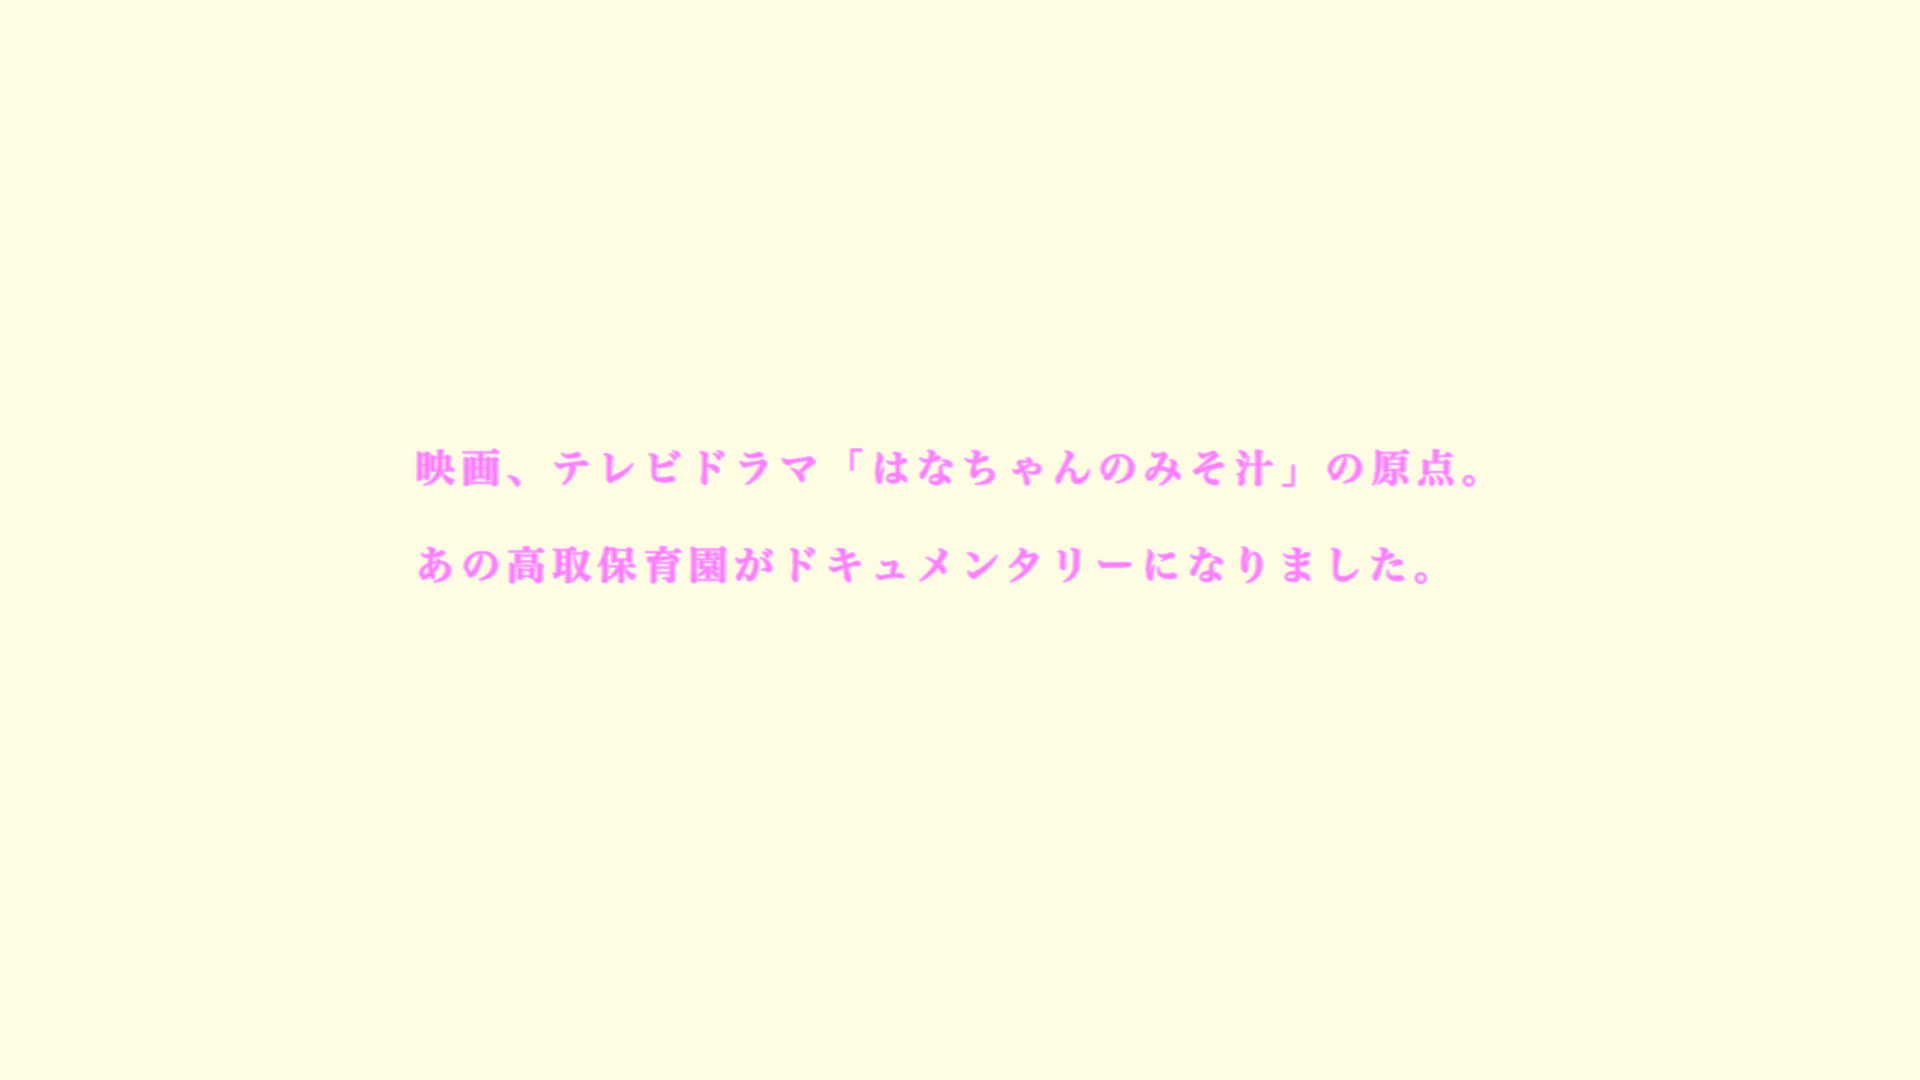 映画、テレビドラマ「はなちゃんのみそ汁」の原点。
あの高取保育園がドキュメンタリーになりました。